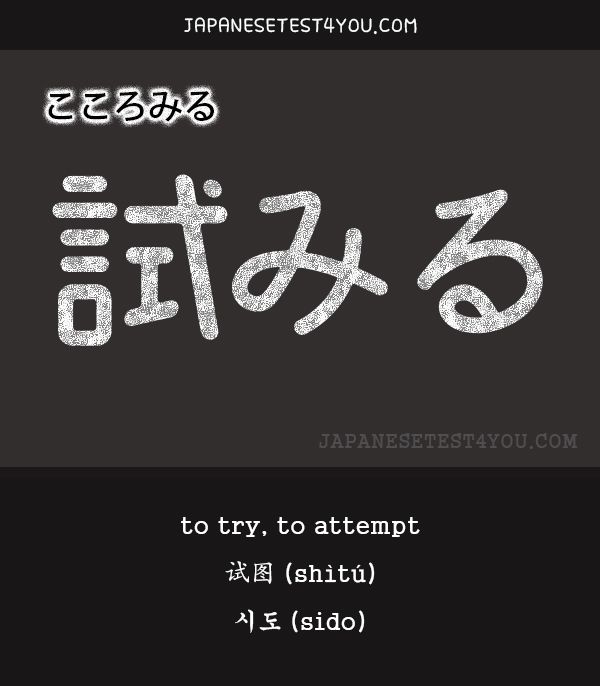 JAPANESETEST4YOU.COM
こころみる
試みる
JAPANESETEST4YOU.COM
to try, to attempt
试图 (shìtú)
시도 (sido)